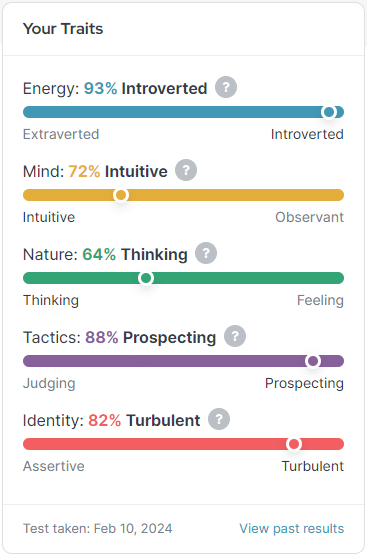 Your Traits
Energy: 93% Introverted ?
Extraverted Introverted
Mind: 72% Intuitive ?
Intuitive Observant
Nature: 64% Thinking ?
Thinking Feeling
Tactics: 88% Prospecting ?
Judging Prospecting
Identity: 82% Turbulent ?
Assertive Turbulent
Test taken: Feb 10, 2024 View past results